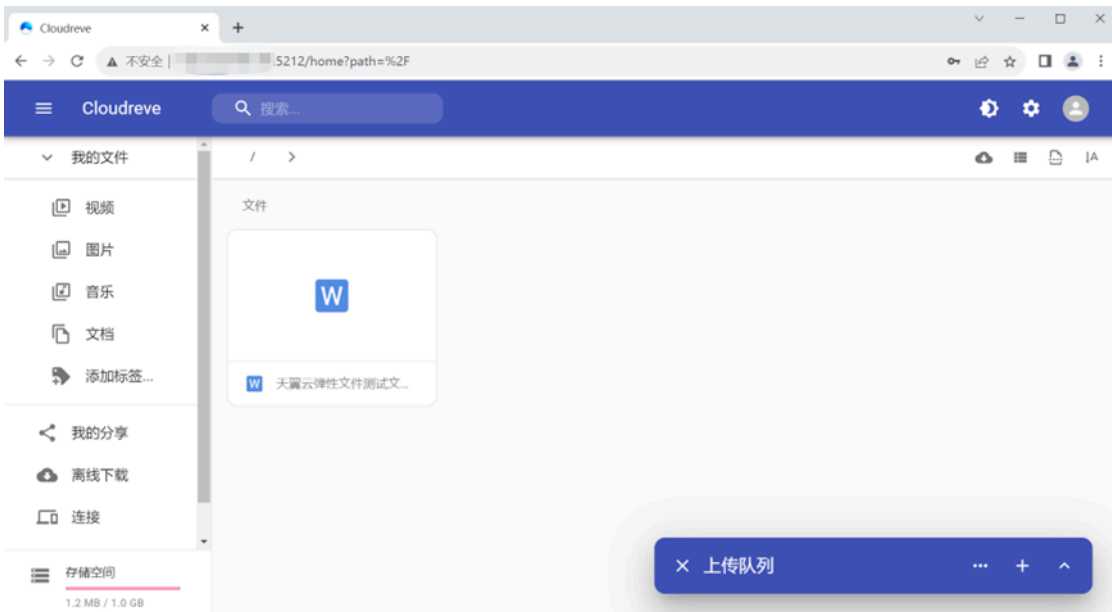 Cloudreve
不安全
:5212/home?path=%2F
Cloudreve
搜索...
我的文件
/
视频
图片
音乐
文档
添加标签...
我的分享
离线下载
连接
存储空间
1.2 MB / 1.0 GB
文件
W
W 天翼云弹性文件测试文...
上传队列